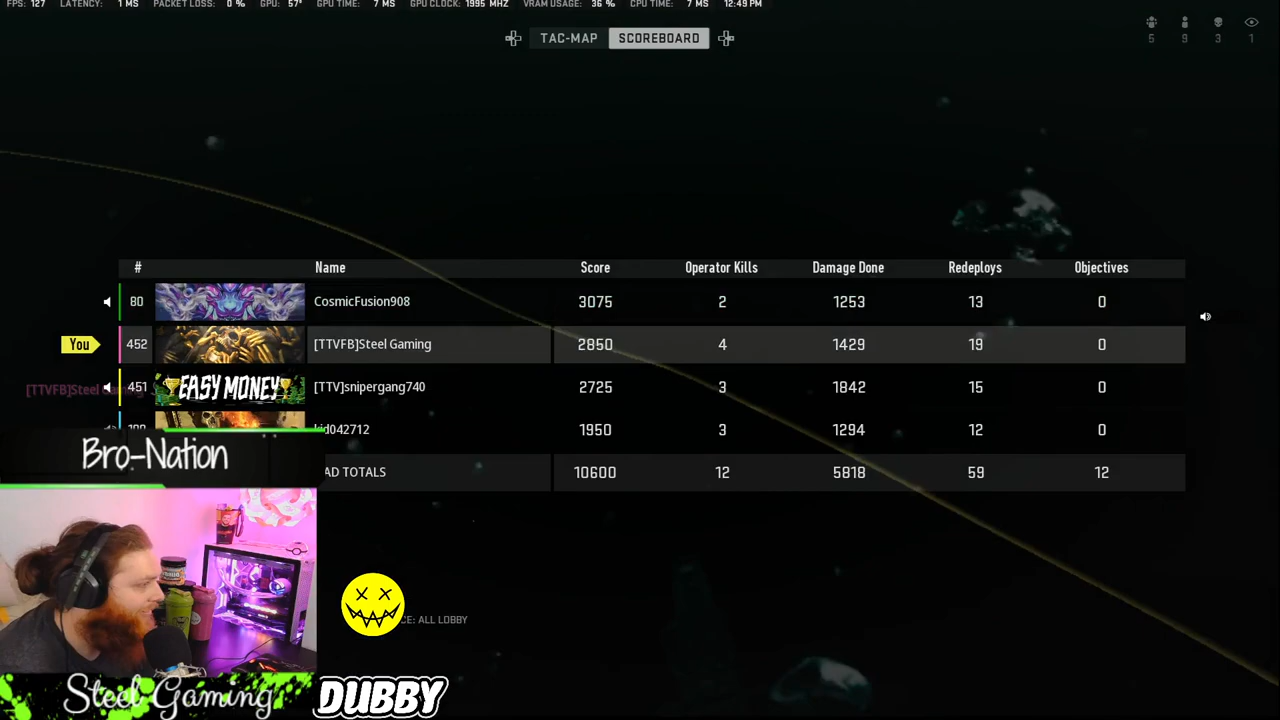 FPS: 127 LATENCY: 1 MS PACKET LOSS: 0 % GPU: 57° GPU TIME: 7 MS GPU CLOCK: 1995 MHZ VRAM USAGE: 36 % CPU TIME: 7 MS 12:49 PM
TAC-MAP SCOREBOARD
5 9 3 1
# Name Score Operator Kills Damage Done Redeploys Objectives
80 CosmicFusion908 3075 2 1253 13 0
You 452 [TTVFB]Steel Gaming 2850 4 1429 19 0
[TTVFB]Steel 451 EASY MONEY [TTV]snipergang740 2725 3 1842 15 0
kid042712 1950 3 1294 12 0
AD TOTALS 10600 12 5818 59 12
Bro-Nation
CE: ALL LOBBY
Steel Gaming
DUBBY